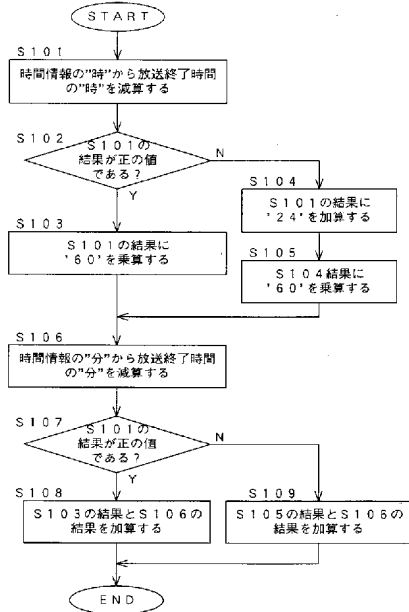 START
S101
時間情報の"時"から放送終了時間
の"時"を減算する
S102
S101の
結果が正の値
である?
N
Y
S103
S101の結果に
'60'を乗算する
S104
S101の結果に
'24'を加算する
S105
S104結果に
'60'を乗算する
S106
時間情報の"分"から放送終了時間
の"分"を減算する
S107
S101の
結果が正の値
である?
N
Y
S108
S103の結果とS106の
結果を加算する
S109
S105の結果とS106の
結果を加算する
END